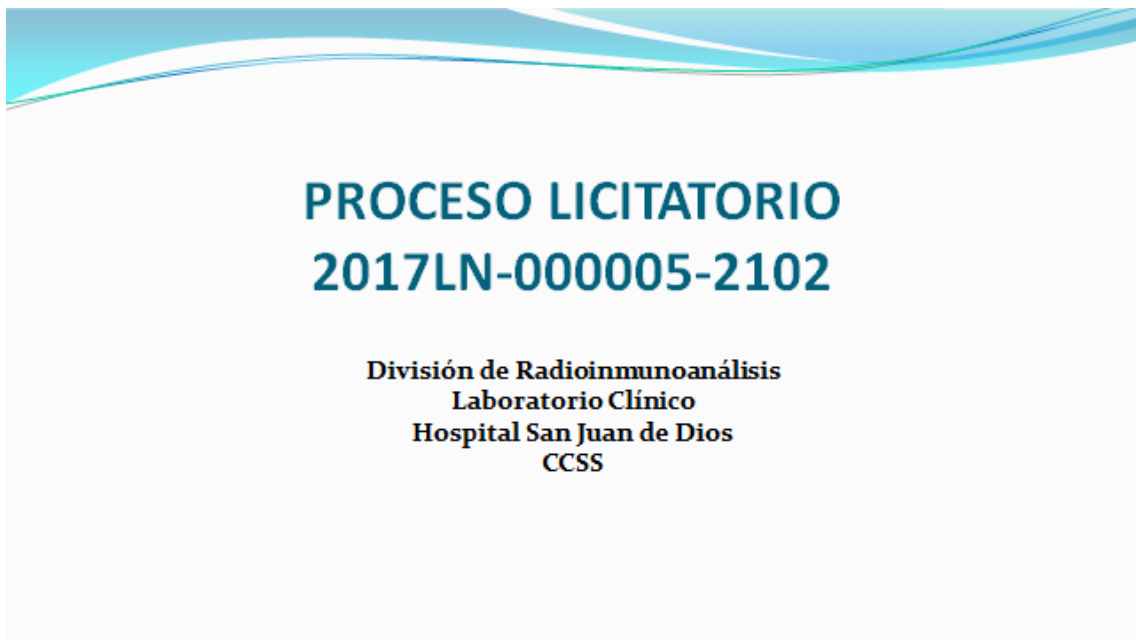 PROCESO LICITATORIO
2017LN-000005-2102
División de Radioinmunoanálisis
Laboratorio Clínico
Hospital San Juan de Dios
CCSS